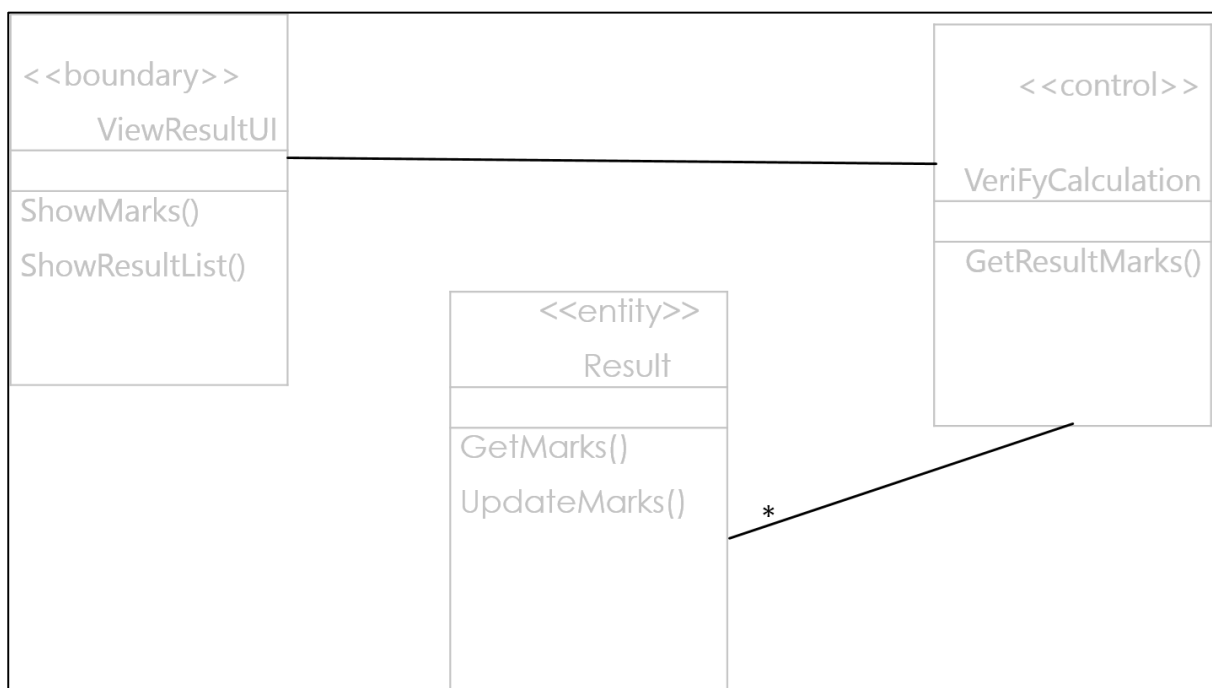 <<boundary>>
ViewResultUI
ShowMarks()
ShowResultList()
<<control>>
VeriFyCalculation
GetResultMarks()
<<entity>>
Result
GetMarks()
UpdateMarks()
*